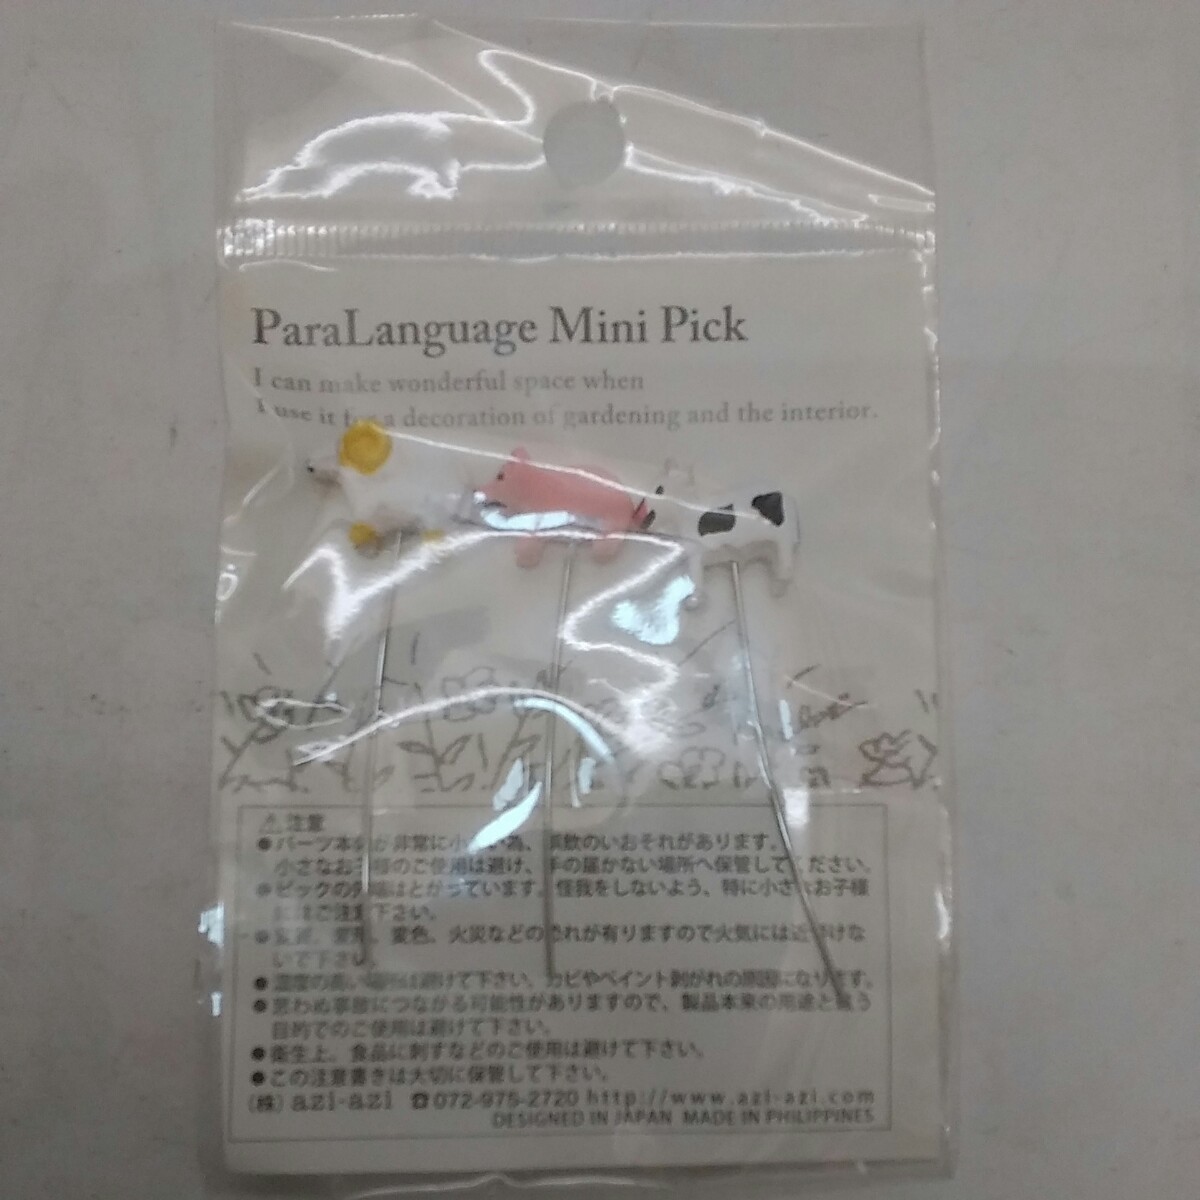 ParaLanguage Mini Pick
I can make wonderful space when
I use it for a decoration of gardening and the interior.
⚠注意
●パーツ本体が非常に小さい為、誤飲のいおそれがあります。
小さなお子様のご使用は避け、手の届かない場所へ保管してください。
●ピックの先端はとがっています。怪我をしないよう、特に小さなお子様
にはご注意下さい。
●変質、変形、変色、火災などの恐れが有りますので火気には近づけな
いで下さい。
●湿度の高い場所は避けて下さい。カビやペイント剥がれの原因になります。
●思わぬ事故につながる可能性がありますので、製品本来の用途と違う
目的でのご使用は避けて下さい。
●衛生上、食品に刺すなどのご使用は避けて下さい。
●この注意書きは大切に保管して下さい。
(株) azi-azi ☎072-975-2720 http://www.azi-azi.com
DESIGNED IN JAPAN MADE IN PHILIPPINES